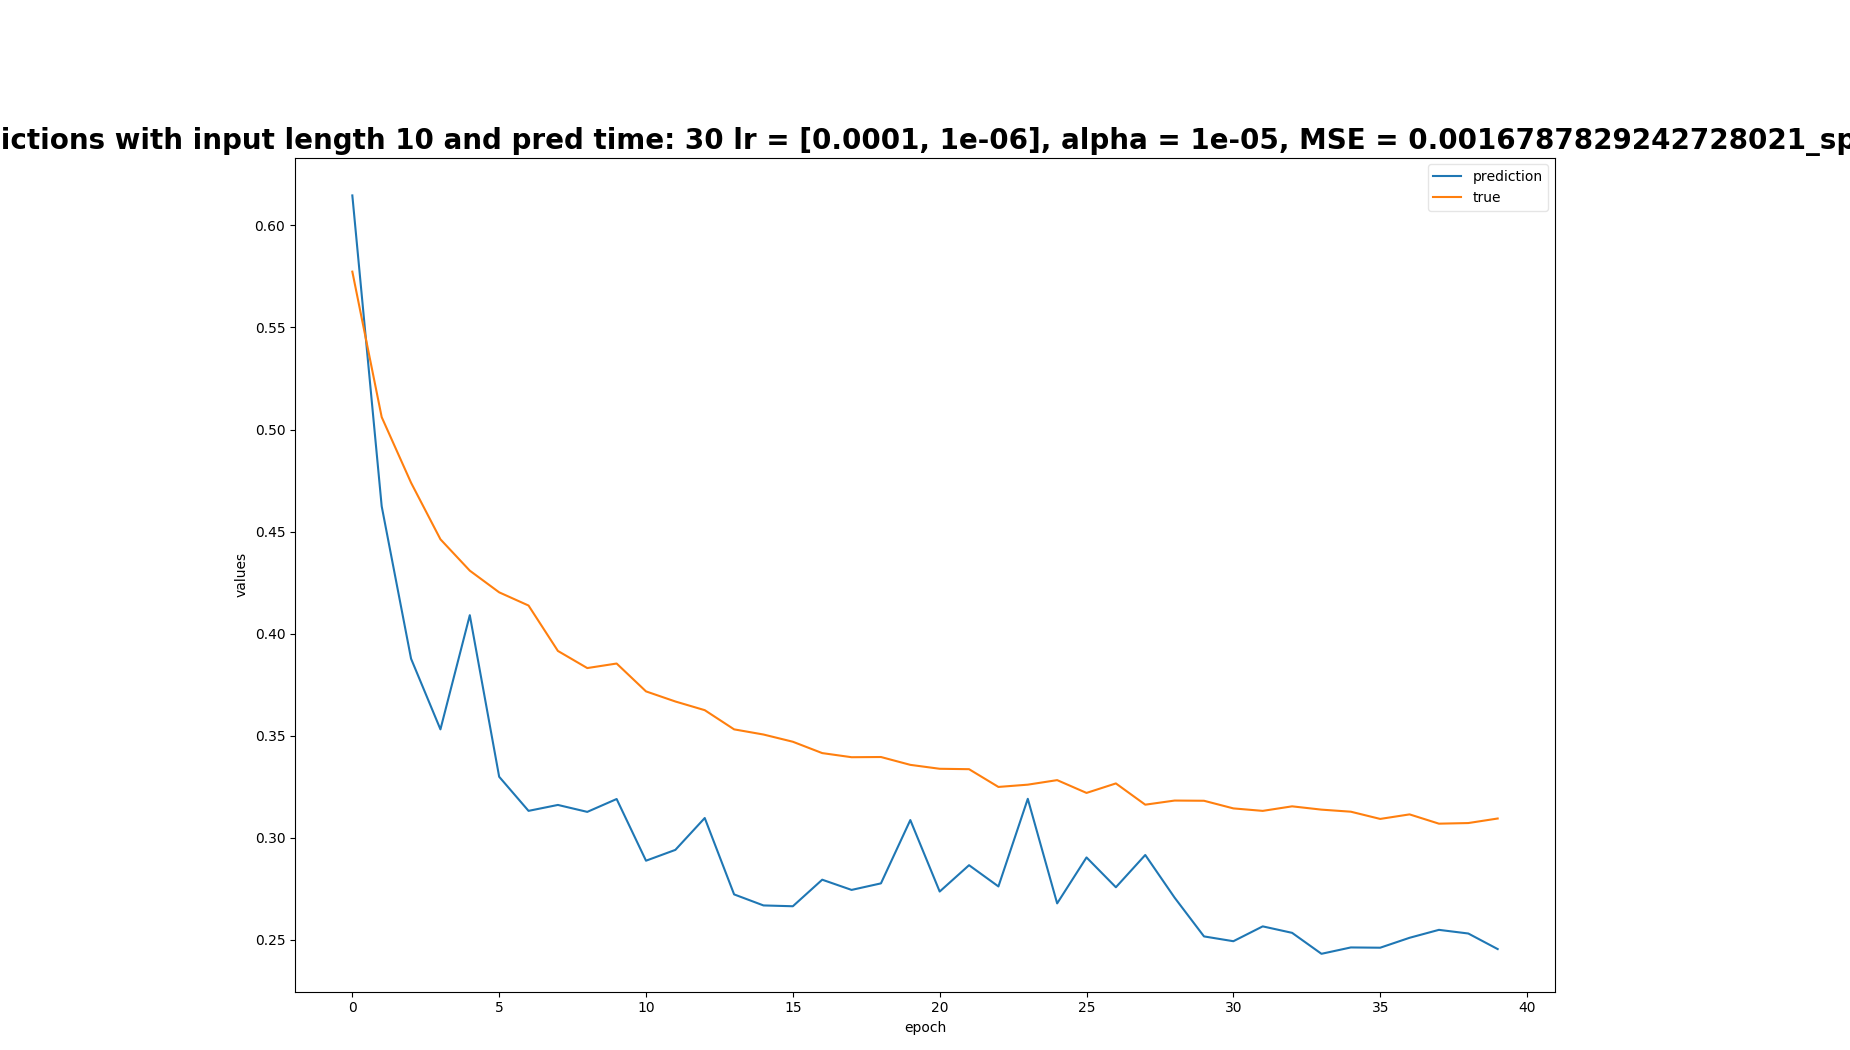 ictions with input length 10 and pred time: 30 lr = [0.0001, 1e-06], alpha = 1e-05, MSE = 0.0016787829242728021_sp
prediction
true
0.60
0.55
0.50
0.45
0.40
0.35
0.30
0.25
values
0 5 10 15 20 25 30 35 40
epoch